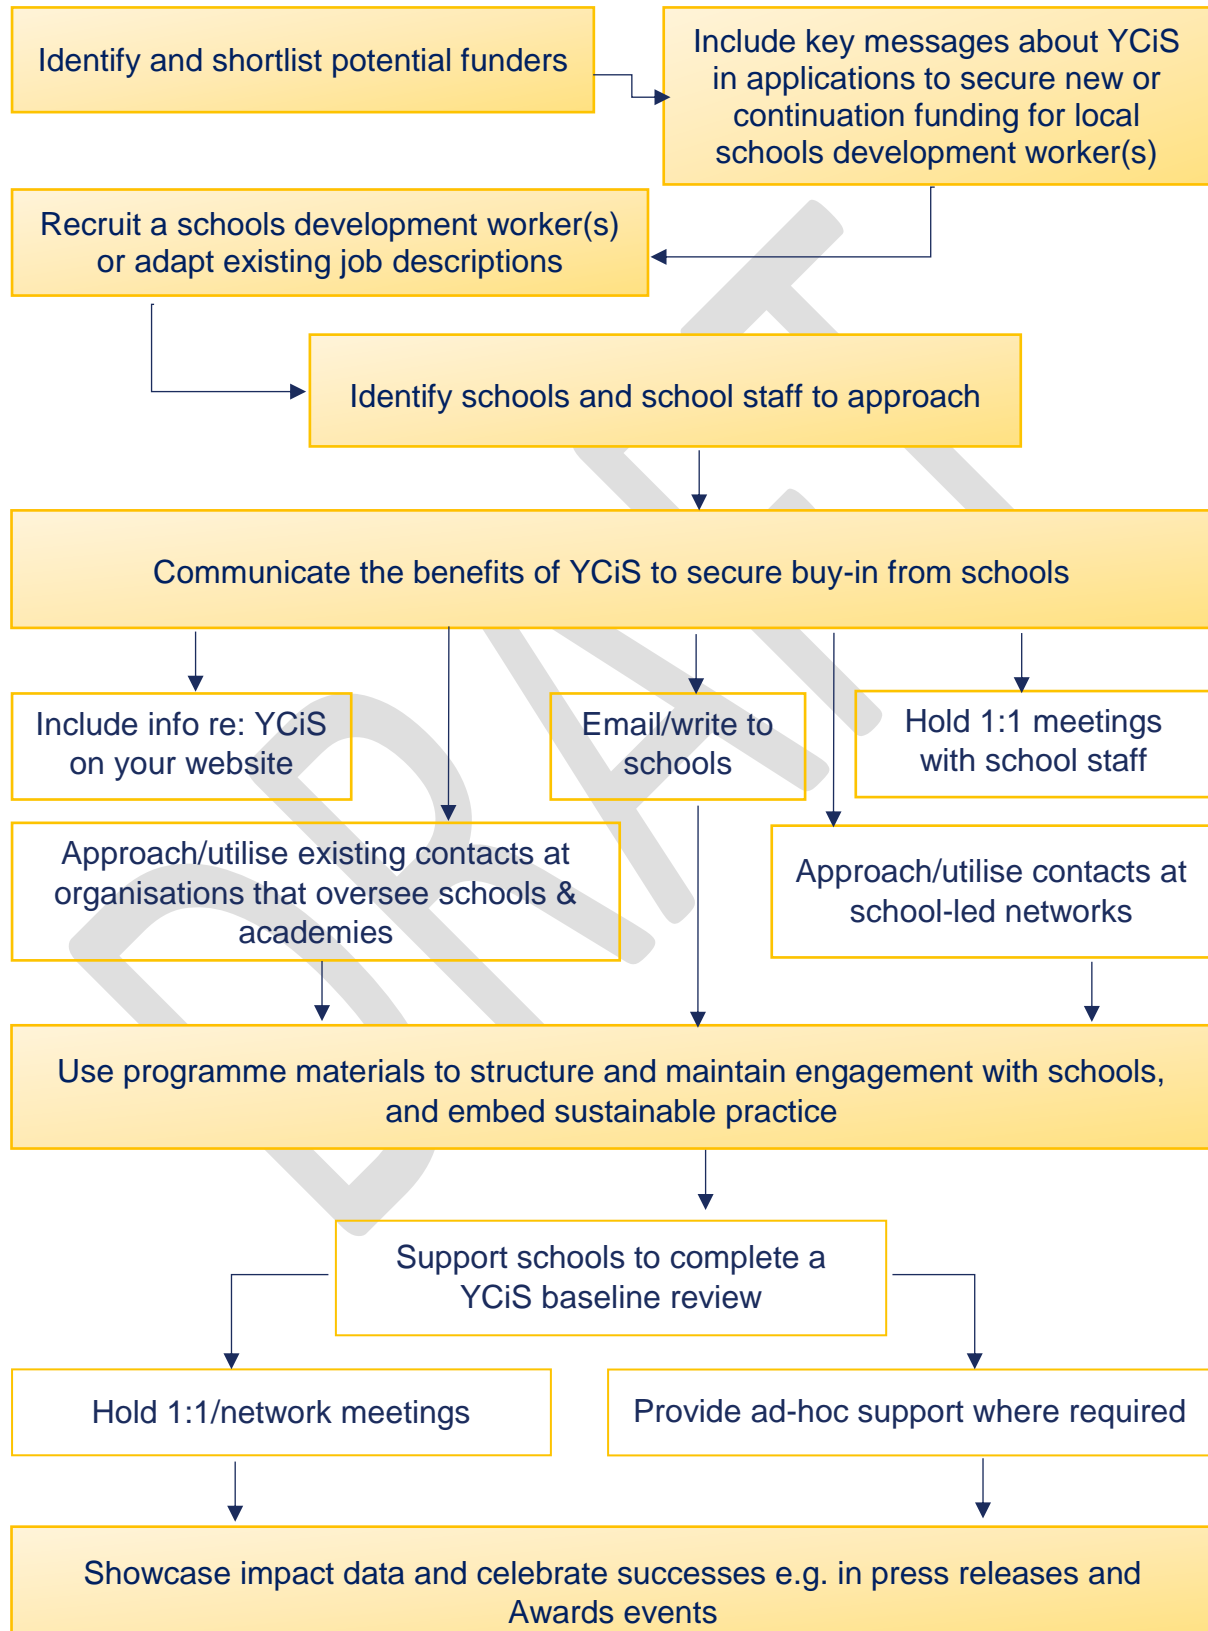 Identify and shortlist potential funders
Include key messages about YCiS
in applications to secure new or
continuation funding for local
schools development worker(s)
Recruit a schools development worker(s)
or adapt existing job descriptions
Identify schools and school staff to approach
Communicate the benefits of YCiS to secure buy-in from schools
Include info re: YCiS
on your website
Email/write to
schools
Hold 1:1 meetings
with school staff
Approach/utilise existing contacts at
organisations that oversee schools &
academies
Approach/utilise contacts at
school-led networks
Use programme materials to structure and maintain engagement with schools,
and embed sustainable practice
Support schools to complete a
YCiS baseline review
Hold 1:1/network meetings
Provide ad-hoc support where required
Showcase impact data and celebrate successes e.g. in press releases and
Awards events
DRAFT